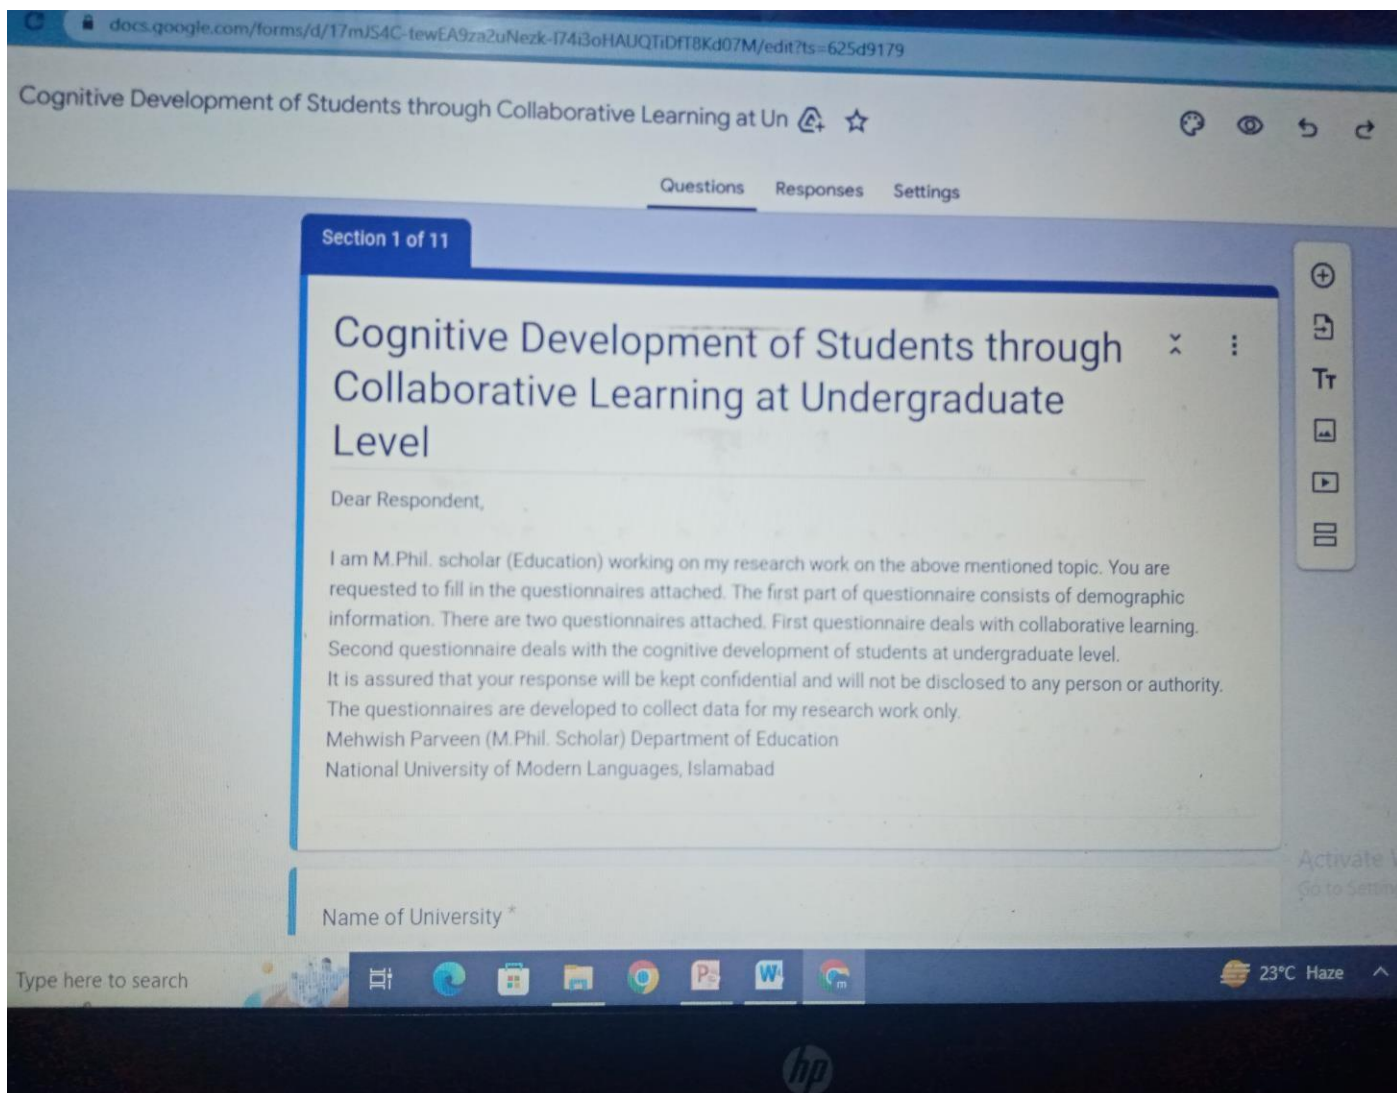 docs.google.com/forms/d/17mJS4C-tewEA9za2uNezk-I74i3oHAUQTiDfT8Kd07M/edit?ts=625d9179
Cognitive Development of Students through Collaborative Learning at Un
Questions Responses Settings
Section 1 of 11
Cognitive Development of Students through
Collaborative Learning at Undergraduate
Level
Dear Respondent,
I am M.Phil. scholar (Education) working on my research work on the above mentioned topic. You are
requested to fill in the questionnaires attached. The first part of questionnaire consists of demographic
information. There are two questionnaires attached. First questionnaire deals with collaborative learning.
Second questionnaire deals with the cognitive development of students at undergraduate level.
It is assured that your response will be kept confidential and will not be disclosed to any person or authority.
The questionnaires are developed to collect data for my research work only.
Mehwish Parveen (M.Phil. Scholar) Department of Education
National University of Modern Languages, Islamabad
Tт
Activate
Go to
Name of University *
Type here to search
P
W
m
23°C Haze
hp